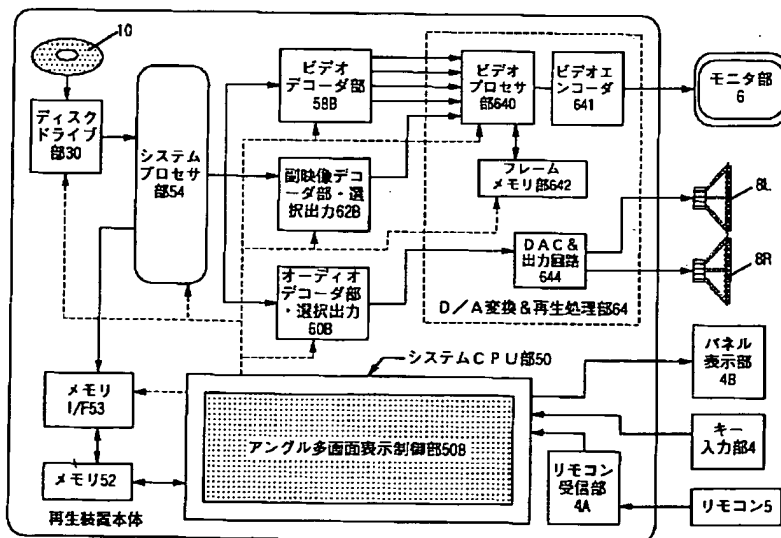 10
ディスク
ドライブ
部30
システム
プロセサ
部54
ビデオ
デコーダ部
58B
副映像デコ
ーダ部・選
択出力62B
オーディオ
デコーダ部
・選択出力
60B
ビデオ
プロセサ
部640
ビデオエ
ンコーダ
641
フレーム
メモリ部642
DAC&
出力回路
644
D/A変換&再生処理部64
モニタ部
6
8L
8R
システムCPU部50
アングル多画面表示制御部50B
メモリ
I/F53
メモリ52
再生装置本体
パネル
表示部
4B
キー
入力部4
リモコン
受信部
4A
リモコン5